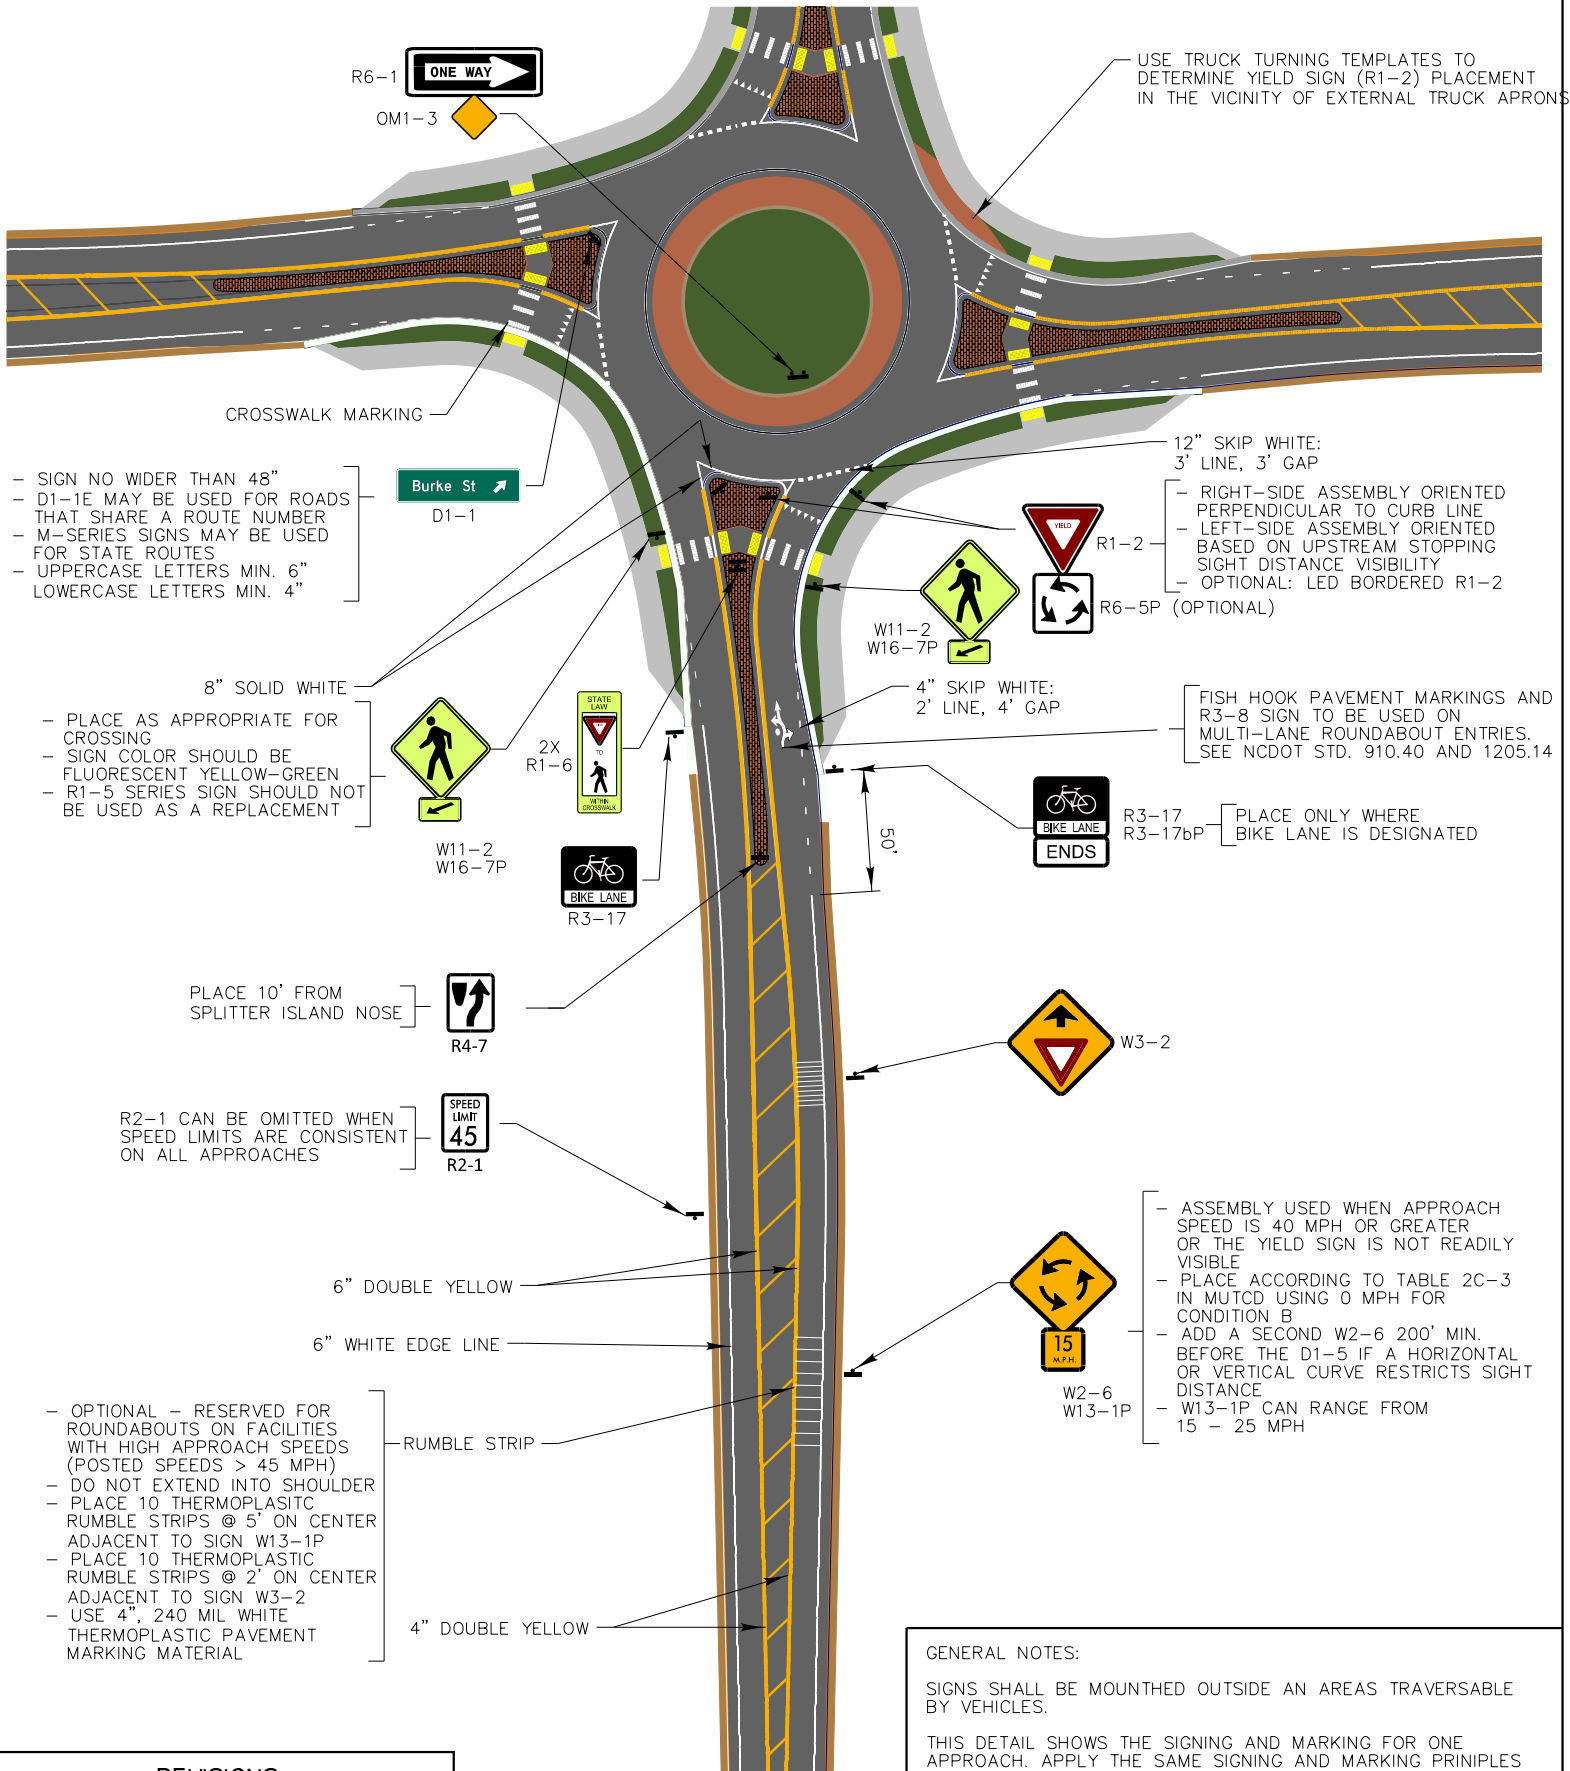 R6-1
ONE WAY
OM1-3
USE TRUCK TURNING TEMPLATES TO
DETERMINE YIELD SIGN (R1-2) PLACEMENT
IN THE VICINITY OF EXTERNAL TRUCK APRONS
CROSSWALK MARKING
- SIGN NO WIDER THAN 48"
- D1-1E MAY BE USED FOR ROADS
THAT SHARE A ROUTE NUMBER
- M-SERIES SIGNS MAY BE USED
FOR STATE ROUTES
- UPPERCASE LETTERS MIN. 6"
LOWERCASE LETTERS MIN. 4"
Burke St
D1-1
12" SKIP WHITE:
3' LINE, 3' GAP
- RIGHT-SIDE ASSEMBLY ORIENTED
PERPENDICULAR TO CURB LINE
- LEFT-SIDE ASSEMBLY ORIENTED
BASED ON UPSTREAM STOPPING
SIGHT DISTANCE VISIBILITY
- OPTIONAL: LED BORDERED R1-2
YIELD
R1-2
R6-5P (OPTIONAL)
W11-2
W16-7P
8" SOLID WHITE
- PLACE AS APPROPRIATE FOR
CROSSING
- SIGN COLOR SHOULD BE
FLUORESCENT YELLOW-GREEN
- R1-5 SERIES SIGN SHOULD NOT
BE USED AS A REPLACEMENT
W11-2
W16-7P
2X
R1-6
STATE
LAW
TO
WITHIN
CROSSWALK
4" SKIP WHITE:
2' LINE, 4' GAP
FISH HOOK PAVEMENT MARKINGS AND
R3-8 SIGN TO BE USED ON
MULTI-LANE ROUNDABOUT ENTRIES.
SEE NCDOT STD. 910.40 AND 1205.14
BIKE LANE
R3-17
50'
BIKE LANE
ENDS
R3-17
R3-17bP
PLACE ONLY WHERE
BIKE LANE IS DESIGNATED
PLACE 10' FROM
SPLITTER ISLAND NOSE
R4-7
W3-2
R2-1 CAN BE OMITTED WHEN
SPEED LIMITS ARE CONSISTENT
ON ALL APPROACHES
SPEED
LIMIT
45
R2-1
6" DOUBLE YELLOW
6" WHITE EDGE LINE
15
M.P.H.
W2-6
W13-1P
- ASSEMBLY USED WHEN APPROACH
SPEED IS 40 MPH OR GREATER
OR THE YIELD SIGN IS NOT READILY
VISIBLE
- PLACE ACCORDING TO TABLE 2C-3
IN MUTCD USING 0 MPH FOR
CONDITION B
- ADD A SECOND W2-6 200' MIN.
BEFORE THE D1-5 IF A HORIZONTAL
OR VERTICAL CURVE RESTRICTS SIGHT
DISTANCE
- W13-1P CAN RANGE FROM
15 - 25 MPH
- OPTIONAL - RESERVED FOR
ROUNDABOUTS ON FACILITIES
WITH HIGH APPROACH SPEEDS
(POSTED SPEEDS > 45 MPH)
- DO NOT EXTEND INTO SHOULDER
- PLACE 10 THERMOPLASITC
RUMBLE STRIPS @ 5' ON CENTER
ADJACENT TO SIGN W13-1P
- PLACE 10 THERMOPLASTIC
RUMBLE STRIPS @ 2' ON CENTER
ADJACENT TO SIGN W3-2
- USE 4", 240 MIL WHITE
THERMOPLASTIC PAVEMENT
MARKING MATERIAL
RUMBLE STRIP
4" DOUBLE YELLOW
GENERAL NOTES:
SIGNS SHALL BE MOUNTHED OUTSIDE AN AREAS TRAVERSABLE
BY VEHICLES.
THIS DETAIL SHOWS THE SIGNING AND MARKING FOR ONE
APPROACH. APPLY THE SAME SIGNING AND MARKING PRINIPLES